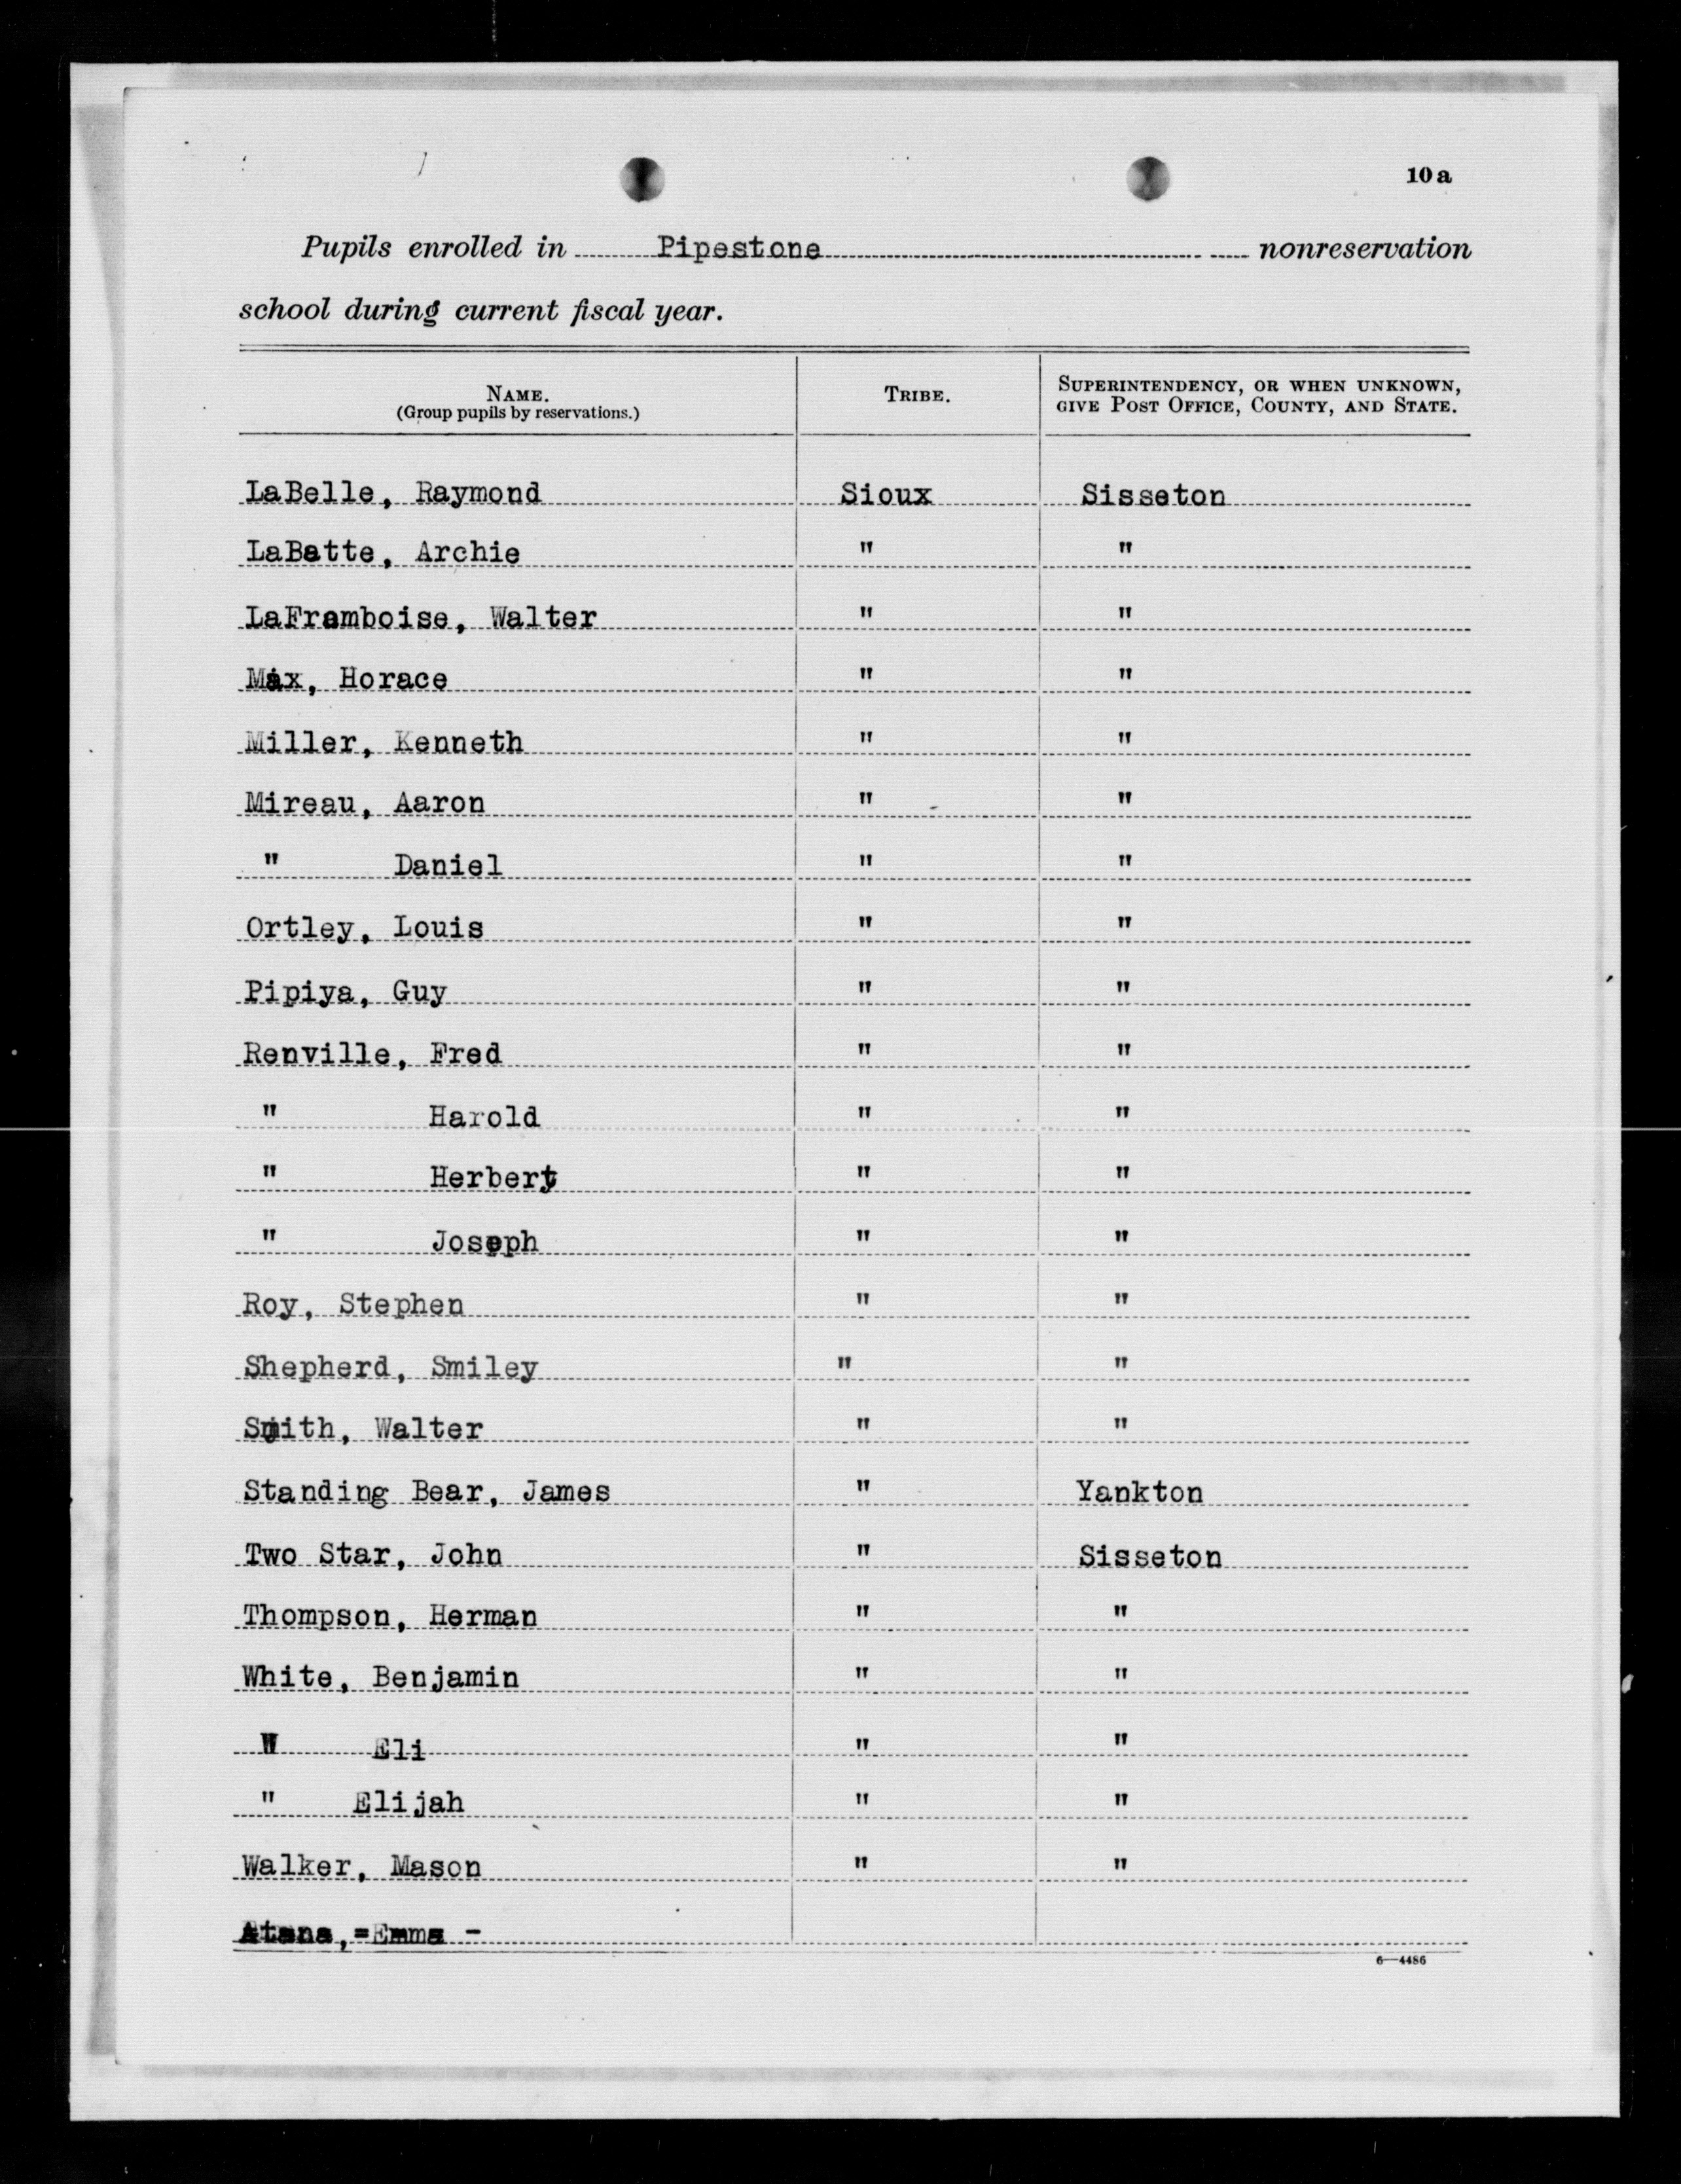 10a
Pupils enrolled in Pipestone nonreservation
school during current fiscal year.
NAME. (Group pupils by reservations.) TRIBE. SUPERINTENDENCY, OR WHEN UNKNOWN, GIVE POST OFFICE, COUNTY, AND STATE.
LaBelle, Raymond Sioux Sisseton
LaBatte, Archie " "
LaFramboise, Walter " "
Max, Horace " "
Miller, Kenneth " "
Mireau, Aaron " "
" Daniel " "
Ortley, Louis " "
Pipiya, Guy " "
Renville, Fred " "
" Harold " "
" Herbert " "
" Joseph " "
Roy, Stephen " "
Shepherd, Smiley " "
Smith, Walter " "
Standing Bear, James " Yankton
Two Star, John " Sisseton
Thompson, Herman " "
White, Benjamin " "
" Eli " "
" Elijah " "
Walker, Mason " "
Emma -
6—4486